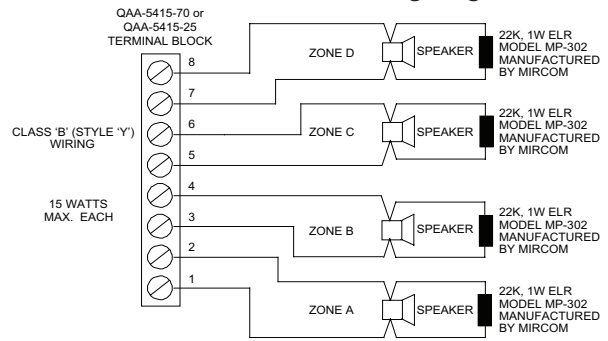 QAA-5415-70 or
QAA-5415-25
TERMINAL BLOCK
8
7
6
5
4
3
2
1
CLASS 'B' (STYLE 'Y')
WIRING
15 WATTS
MAX. EACH
ZONE D
SPEAKER
22K, 1W ELR
MODEL MP-302
MANUFACTURED
BY MIRCOM
ZONE C
SPEAKER
22K, 1W ELR
MODEL MP-302
MANUFACTURED
BY MIRCOM
ZONE B
SPEAKER
22K, 1W ELR
MODEL MP-302
MANUFACTURED
BY MIRCOM
ZONE A
SPEAKER
22K, 1W ELR
MODEL MP-302
MANUFACTURED
BY MIRCOM